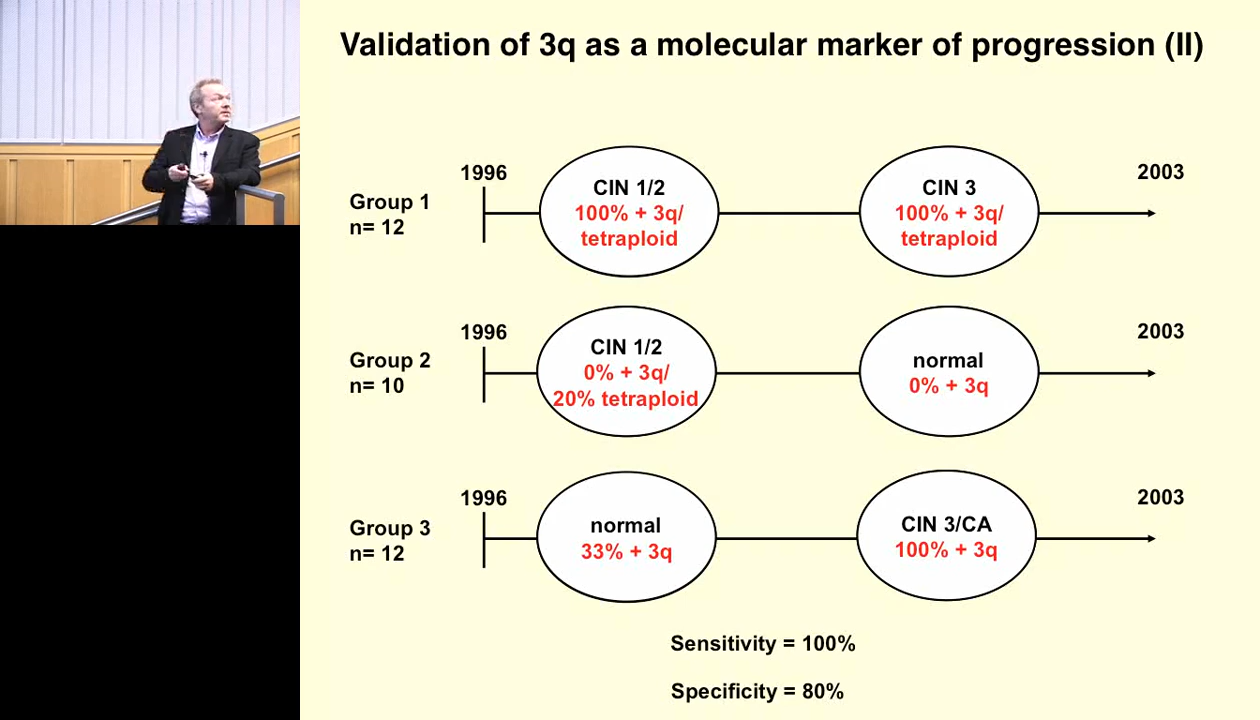 Validation of 3q as a molecular marker of progression (II)
Group 1
n= 12
1996
CIN 1/2
100% + 3q/
tetraploid
CIN 3
100% + 3q/
tetraploid
2003
Group 2
n= 10
1996
CIN 1/2
0% + 3q/
20% tetraploid
normal
0% + 3q
2003
Group 3
n= 12
1996
normal
33% + 3q
CIN 3/CA
100% + 3q
2003
Sensitivity = 100%
Specificity = 80%